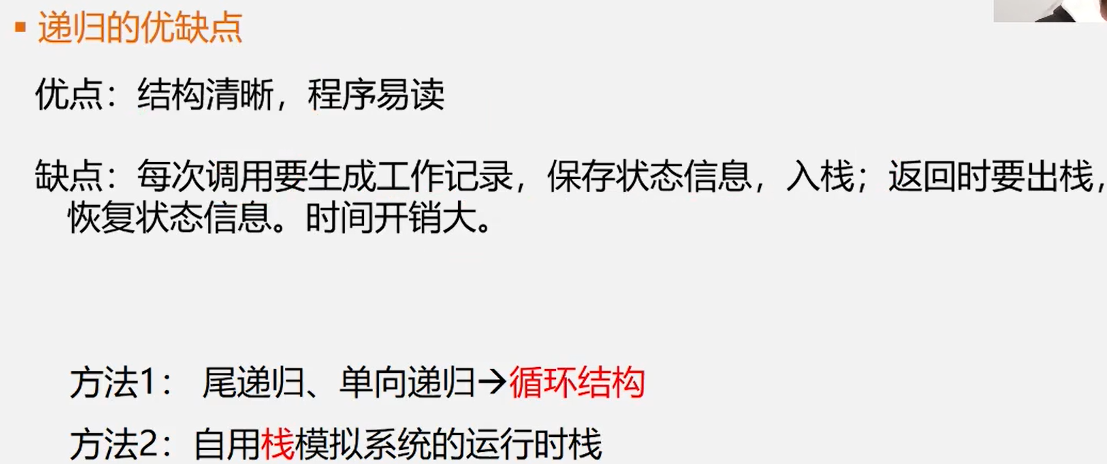 ▪ 递归的优缺点
优点：结构清晰，程序易读
缺点：每次调用要生成工作记录，保存状态信息，入栈；返回时要出栈，
恢复状态信息。时间开销大。
方法1： 尾递归、单向递归→循环结构
方法2：自用栈模拟系统的运行时栈